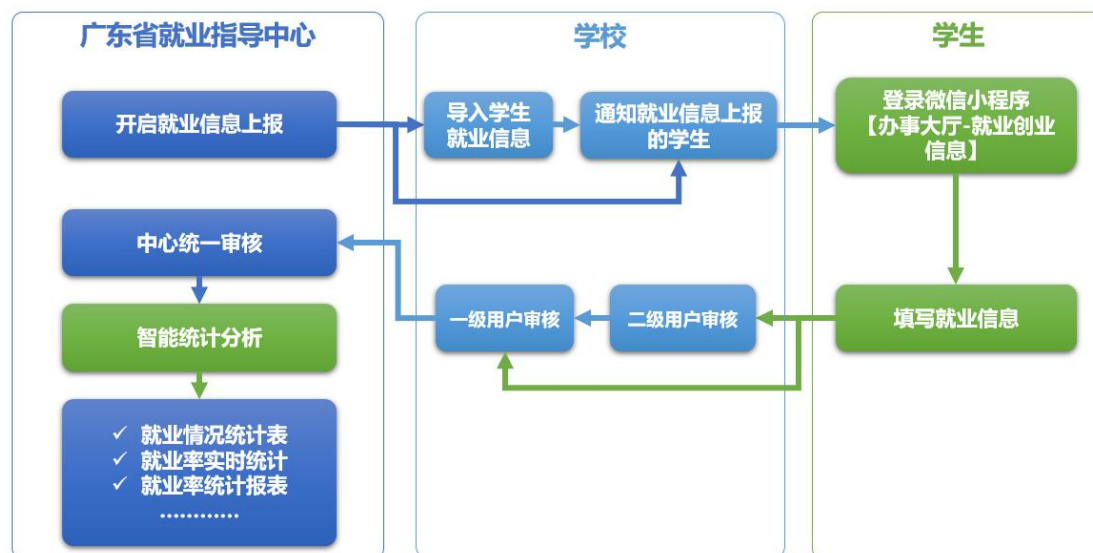 广东省就业指导中心
学校
学生
开启就业信息上报
导入学生
就业信息
通知就业信息上报
的学生
登录微信小程序
【办事大厅-就业创业
信息】
中心统一审核
一级用户审核
二级用户审核
填写就业信息
智能统计分析
✓ 就业情况统计表
✓ 就业率实时统计
✓ 就业率统计报表
…………